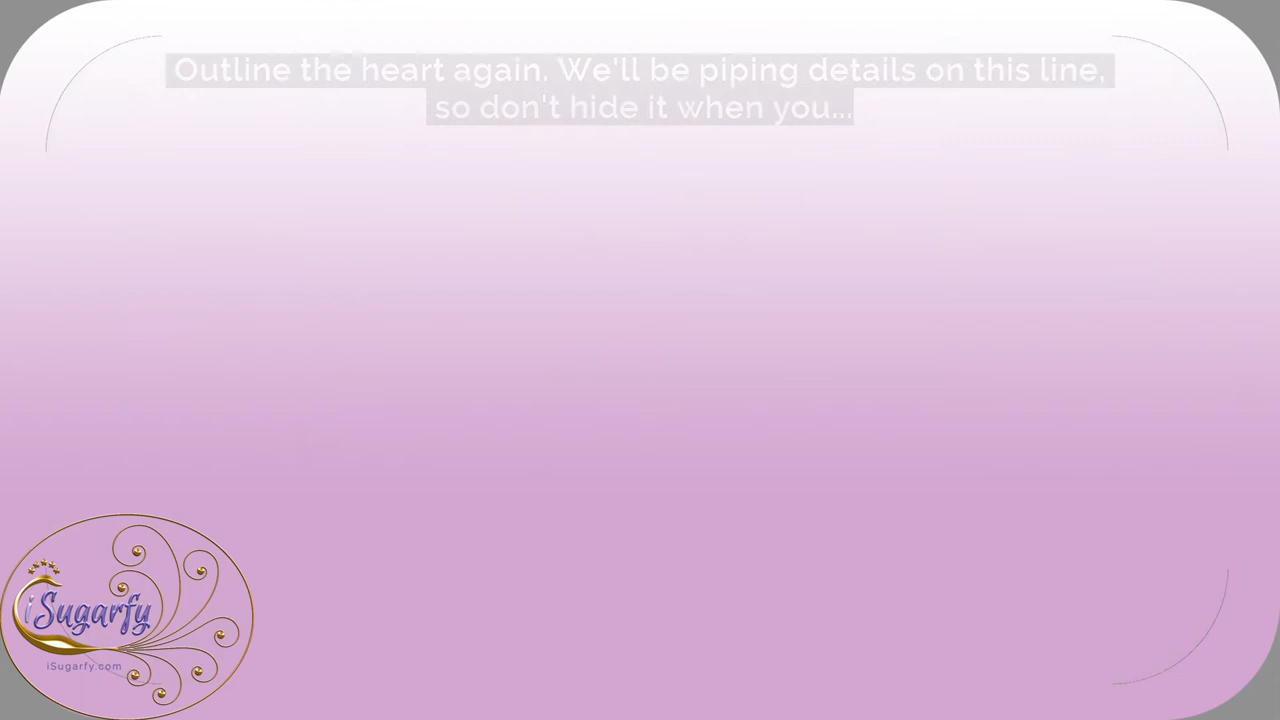 Outline the heart again. We'll be piping details on this line,
so don't hide it when you...
iSugarfy
iSugarfy.com